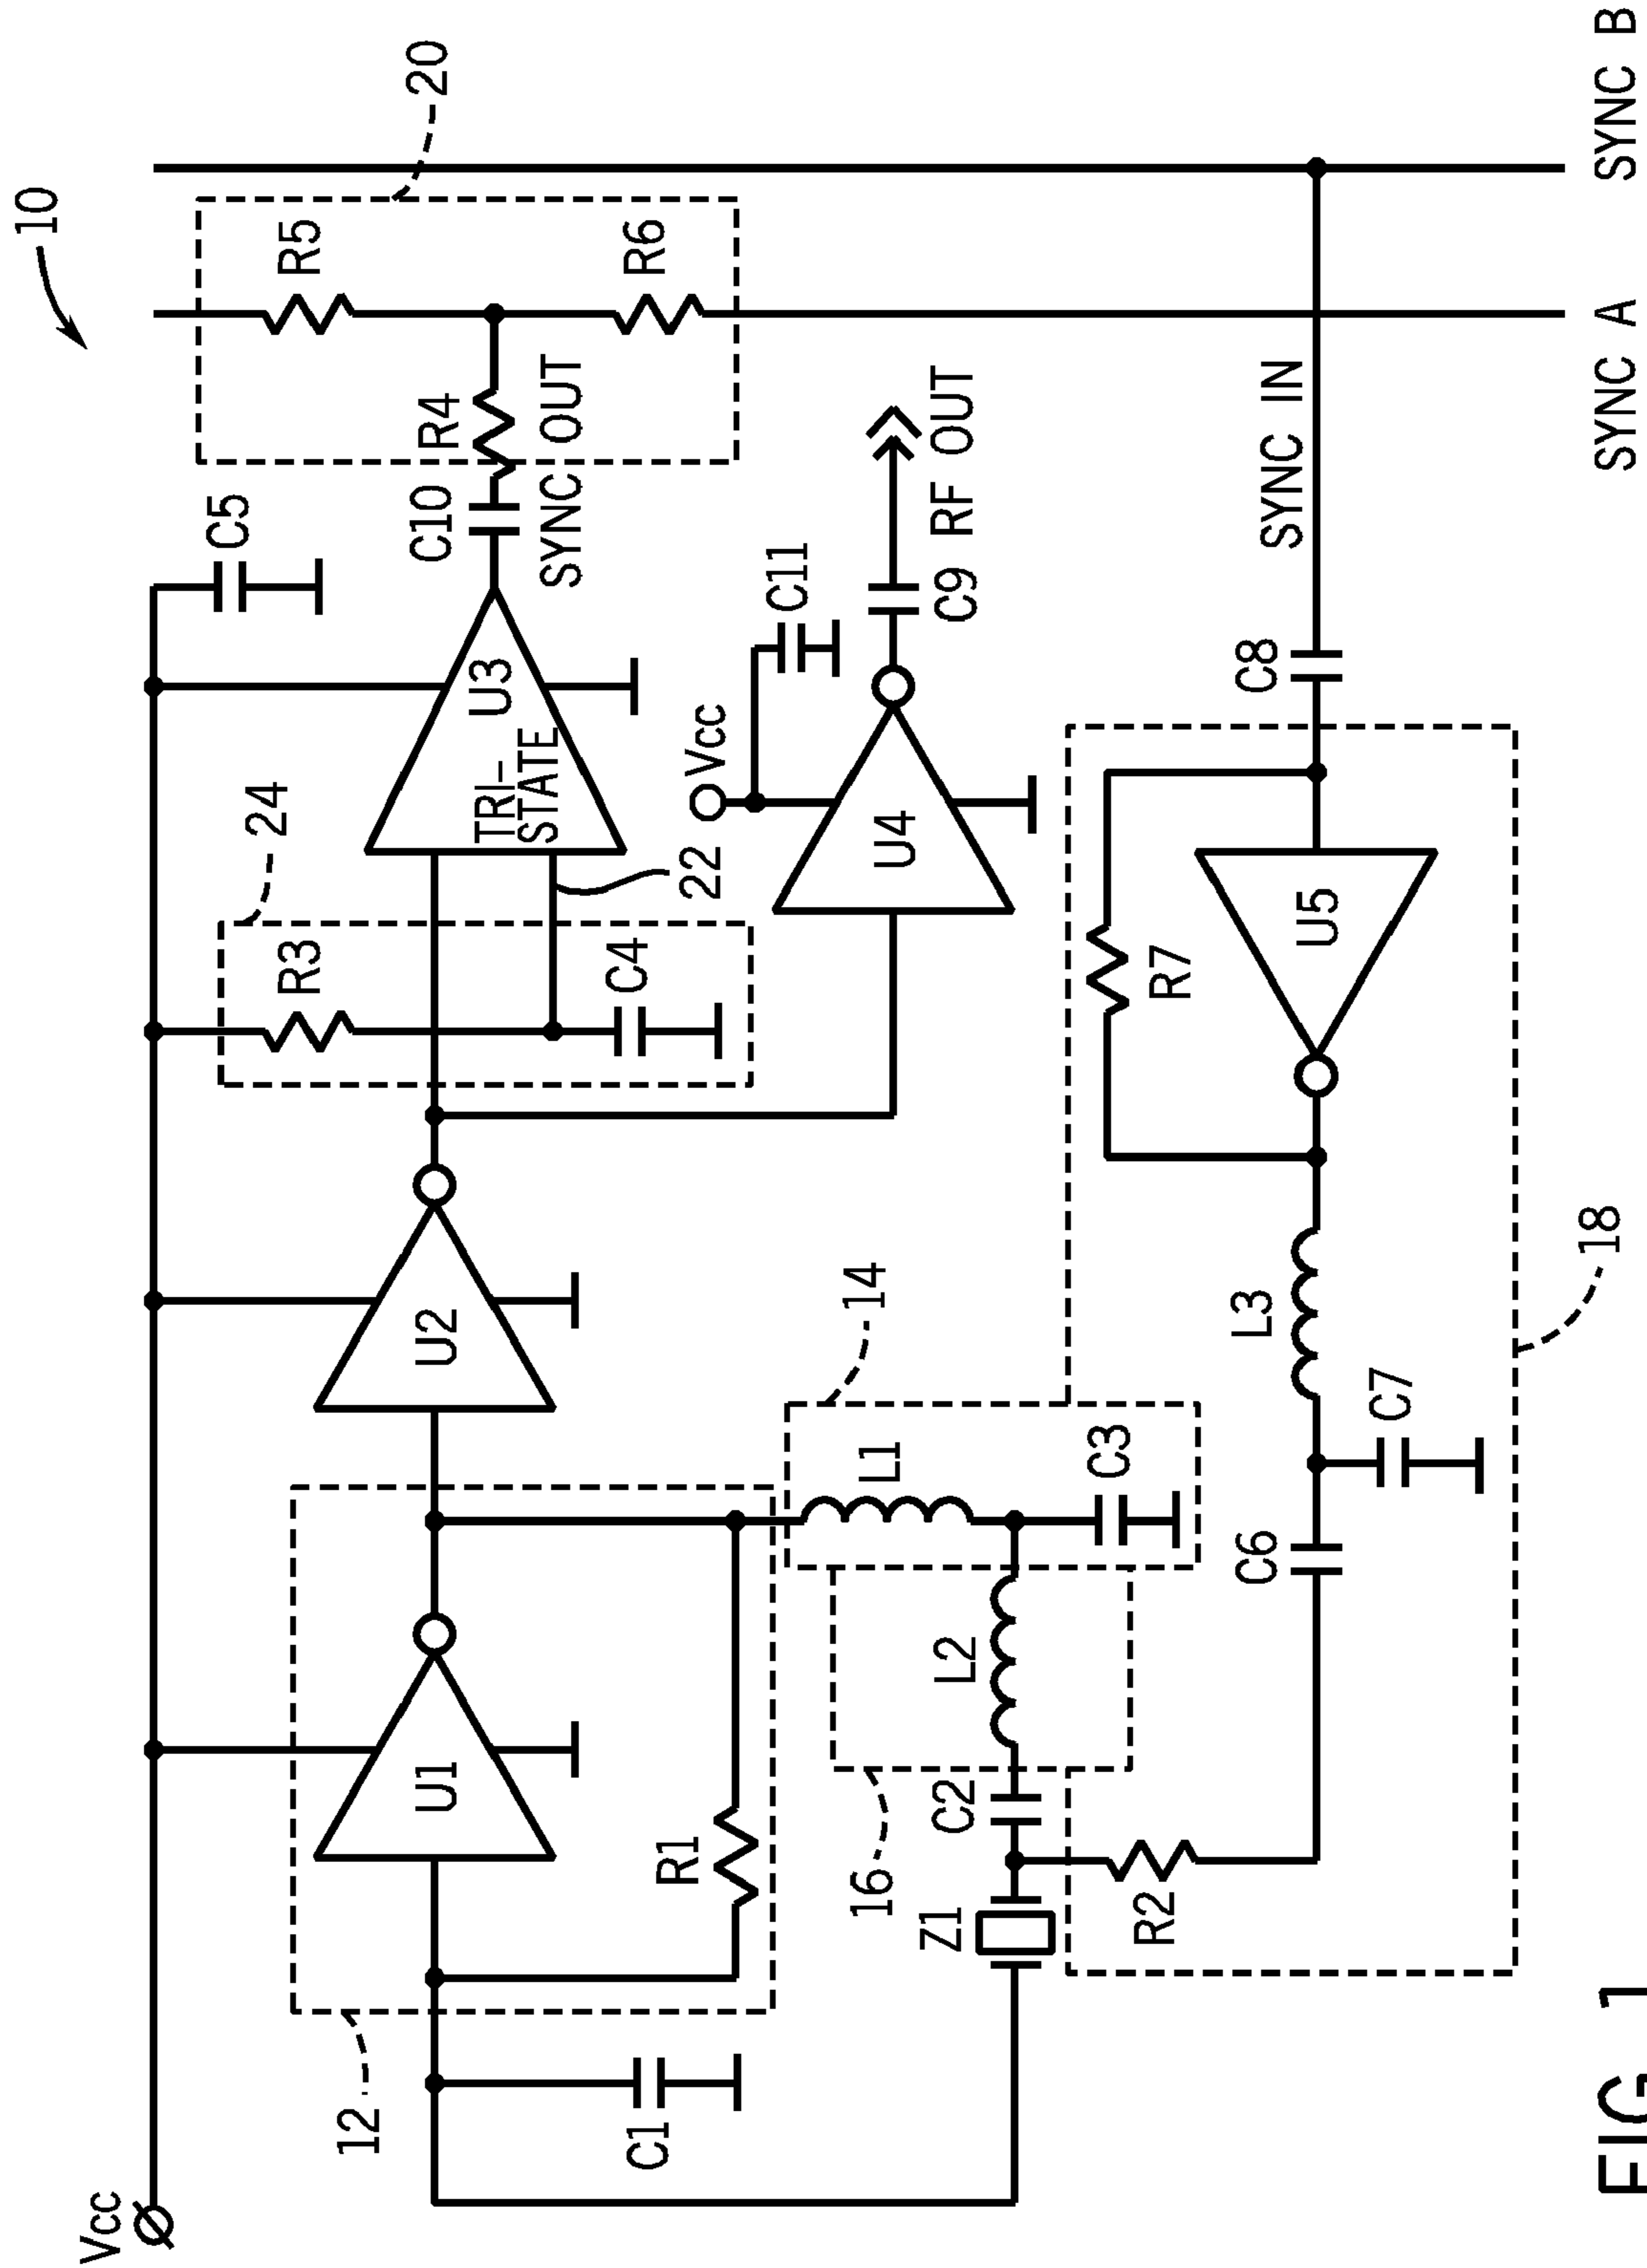 10
Vcc
C5
20
24
R5
R3
U3
C10
R4
TRI-
STATE
SYNC OUT
R6
12
U1
U2
C4
22
Vcc
C11
C1
R1
14
U4
C9
RF OUT
16
L1
Z1
C2
L2
C3
R7
R2
C6
L3
C8
SYNC IN
U5
C7
18
FIG. 1
SYNC A
SYNC B